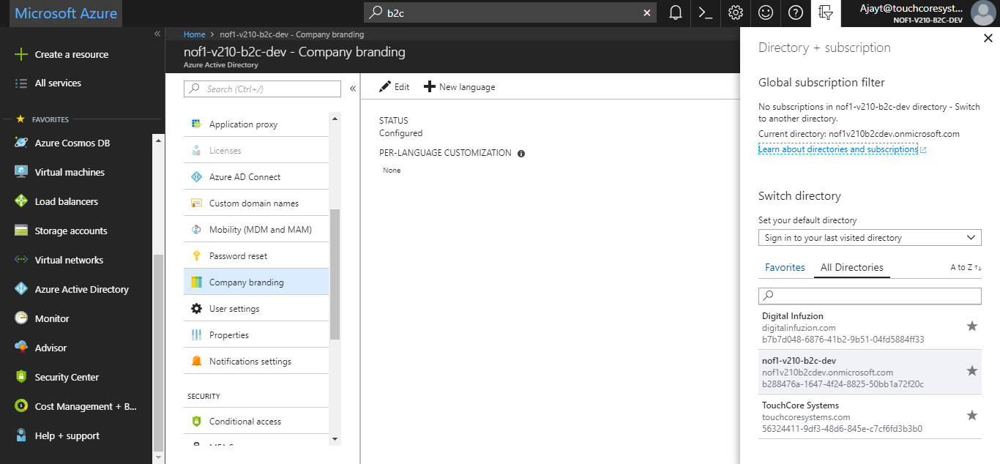 Microsoft Azure
b2c
Ajayt@touchcoresyst...
NOF1-V210-B2C-DEV
Create a resource
All services
FAVORITES
Azure Cosmos DB
Virtual machines
Load balancers
Storage accounts
Virtual networks
Azure Active Directory
Monitor
Advisor
Security Center
Cost Management + B...
Help + support
Home > nof1-v210-b2c-dev - Company branding
nof1-v210-b2c-dev - Company branding
Azure Active Directory
Search (Ctrl+/)
Application proxy
Licenses
Azure AD Connect
Custom domain names
Mobility (MDM and MAM)
Password reset
Company branding
User settings
Properties
Notifications settings
SECURITY
Conditional access
Edit
New language
STATUS
Configured
PER-LANGUAGE CUSTOMIZATION
None
Directory + subscription
Global subscription filter
No subscriptions in nof1-v210-b2c-dev directory - Switch
to another directory.
Current directory: nof1v210b2cdev.onmicrosoft.com
Learn about directories and subscriptions
Switch directory
Set your default directory
Sign in to your last visited directory
Favorites
All Directories
A to Z
Digital Infuzion
digitalinfuzion.com
b7b7d048-6876-41b2-9b51-04fd5884ff33
nof1-v210-b2c-dev
nof1v210b2cdev.onmicrosoft.com
b288476a-1647-4f24-8825-50bb1a72f20c
TouchCore Systems
touchcoresystems.com
56324411-9df3-48d6-845e-c7cf6fd3b3b0